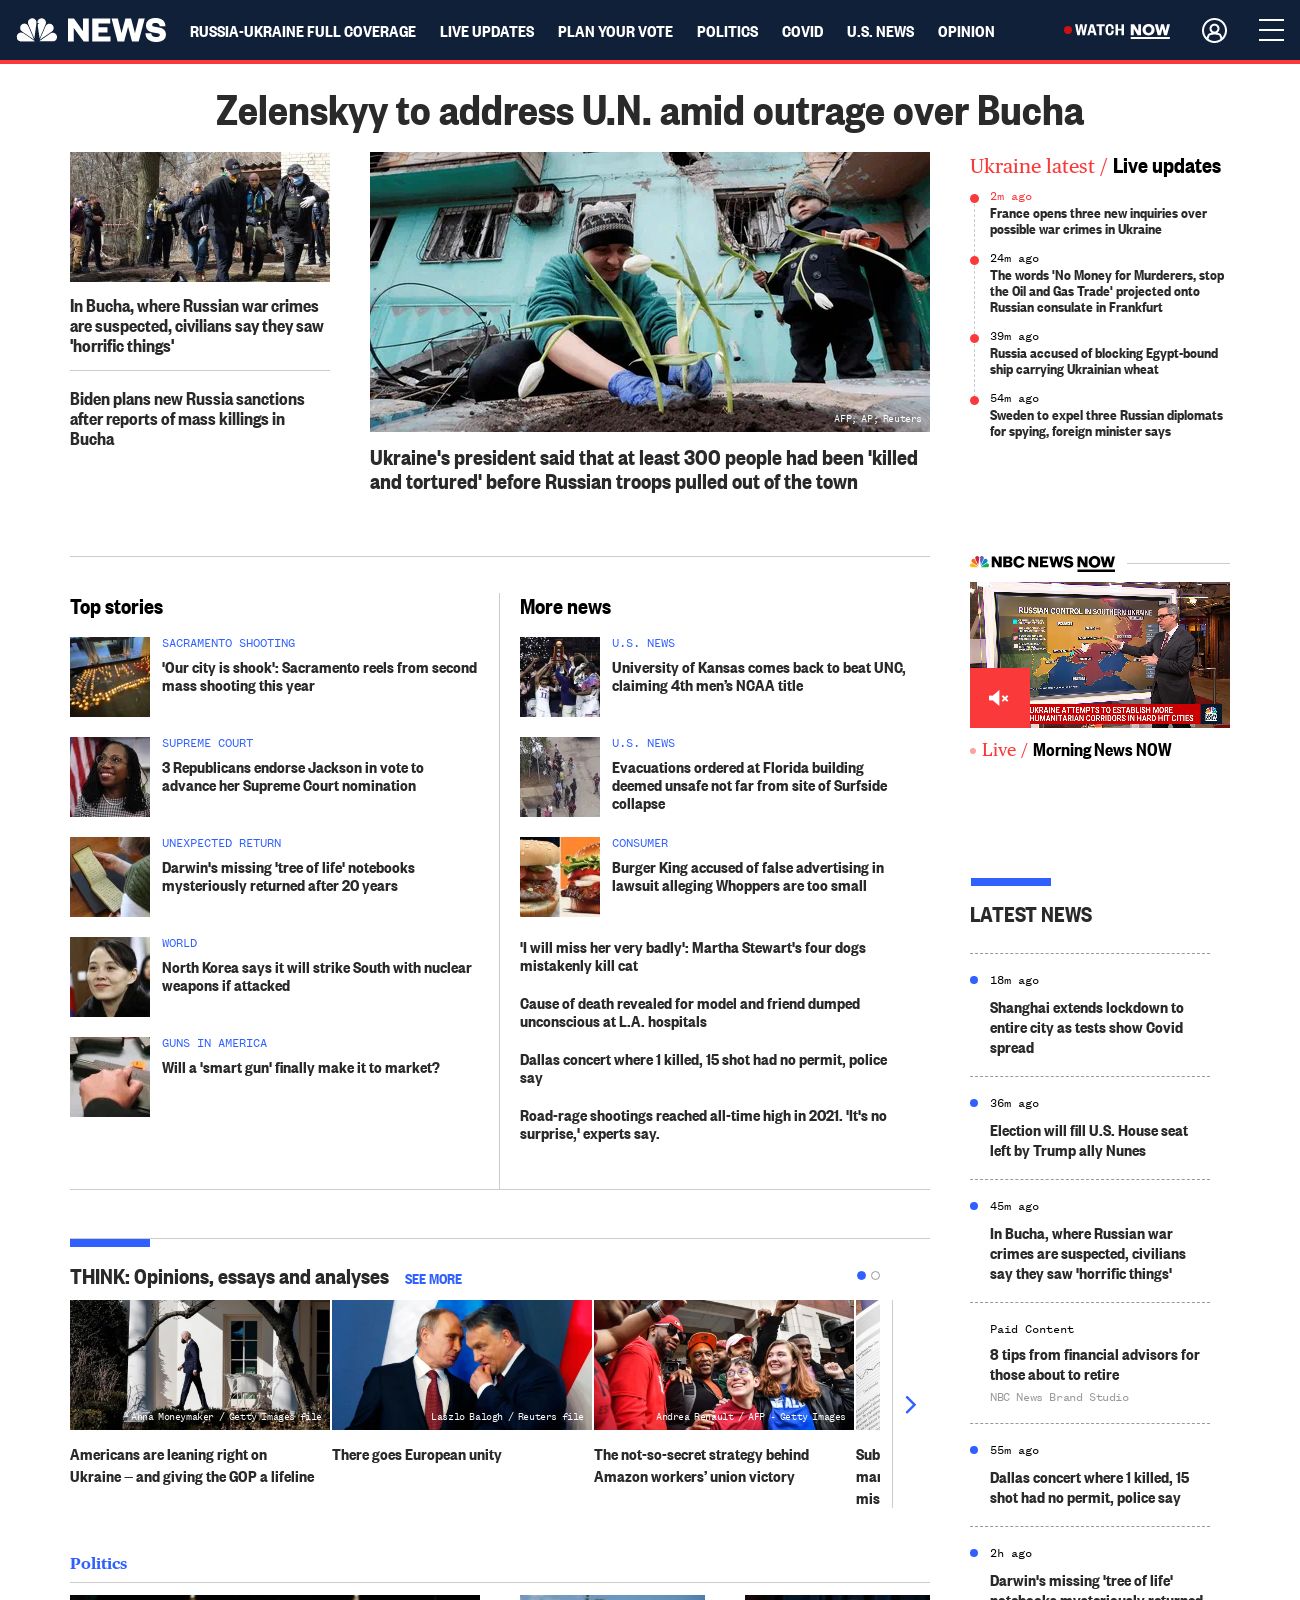 NEWS
RUSSIA-UKRAINE FULL COVERAGE LIVE UPDATES PLAN YOUR VOTE POLITICS COVID U.S. NEWS OPINION WATCH NOW
Zelenskyy to address U.N. amid outrage over Bucha
In Bucha, where Russian war crimes
are suspected, civilians say they saw
'horrific things'
Biden plans new Russia sanctions
after reports of mass killings in
Bucha
AFP; AP; Reuters
Ukraine's president said that at least 300 people had been 'killed
and tortured' before Russian troops pulled out of the town
Ukraine latest / Live updates
2m ago
France opens three new inquiries over
possible war crimes in Ukraine
24m ago
The words 'No Money for Murderers, stop
the Oil and Gas Trade' projected onto
Russian consulate in Frankfurt
39m ago
Russia accused of blocking Egypt-bound
ship carrying Ukrainian wheat
54m ago
Sweden to expel three Russian diplomats
for spying, foreign minister says
NBC NEWS NOW
RUSSIAN CONTROL IN SOUTHERN UKRAINE
UKRAINE ATTEMPTS TO ESTABLISH MORE
HUMANITARIAN CORRIDORS IN HARD HIT CITIES
Live / Morning News NOW
Top stories
SACRAMENTO SHOOTING
'Our city is shook': Sacramento reels from second
mass shooting this year
SUPREME COURT
3 Republicans endorse Jackson in vote to
advance her Supreme Court nomination
UNEXPECTED RETURN
Darwin's missing 'tree of life' notebooks
mysteriously returned after 20 years
WORLD
North Korea says it will strike South with nuclear
weapons if attacked
GUNS IN AMERICA
Will a 'smart gun' finally make it to market?
More news
U.S. NEWS
University of Kansas comes back to beat UNC,
claiming 4th men’s NCAA title
U.S. NEWS
Evacuations ordered at Florida building
deemed unsafe not far from site of Surfside
collapse
CONSUMER
Burger King accused of false advertising in
lawsuit alleging Whoppers are too small
'I will miss her very badly': Martha Stewart's four dogs
mistakenly kill cat
Cause of death revealed for model and friend dumped
unconscious at L.A. hospitals
Dallas concert where 1 killed, 15 shot had no permit, police
say
Road-rage shootings reached all-time high in 2021. 'It's no
surprise,' experts say.
LATEST NEWS
18m ago
Shanghai extends lockdown to
entire city as tests show Covid
spread
36m ago
Election will fill U.S. House seat
left by Trump ally Nunes
45m ago
In Bucha, where Russian war
crimes are suspected, civilians
say they saw 'horrific things'
Paid Content
8 tips from financial advisors for
those about to retire
NBC News Brand Studio
55m ago
Dallas concert where 1 killed, 15
shot had no permit, police say
2h ago
Darwin's missing 'tree of life'
notebooks mysteriously returned
THINK: Opinions, essays and analyses SEE MORE
Anna Moneymaker / Getty Images file
Americans are leaning right on
Ukraine — and giving the GOP a lifeline
Laszlo Balogh / Reuters file
There goes European unity
Andrea Renault / AFP - Getty Images
The not-so-secret strategy behind
Amazon workers’ union victory
Sub
mar
mis
Politics